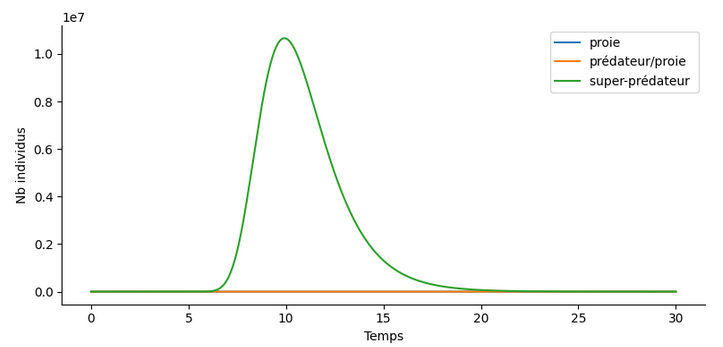 1e7
1.0
0.8
0.6
0.4
0.2
0.0
Nb individus
0 5 10 15 20 25 30
Temps
proie
prédateur/proie
super-prédateur